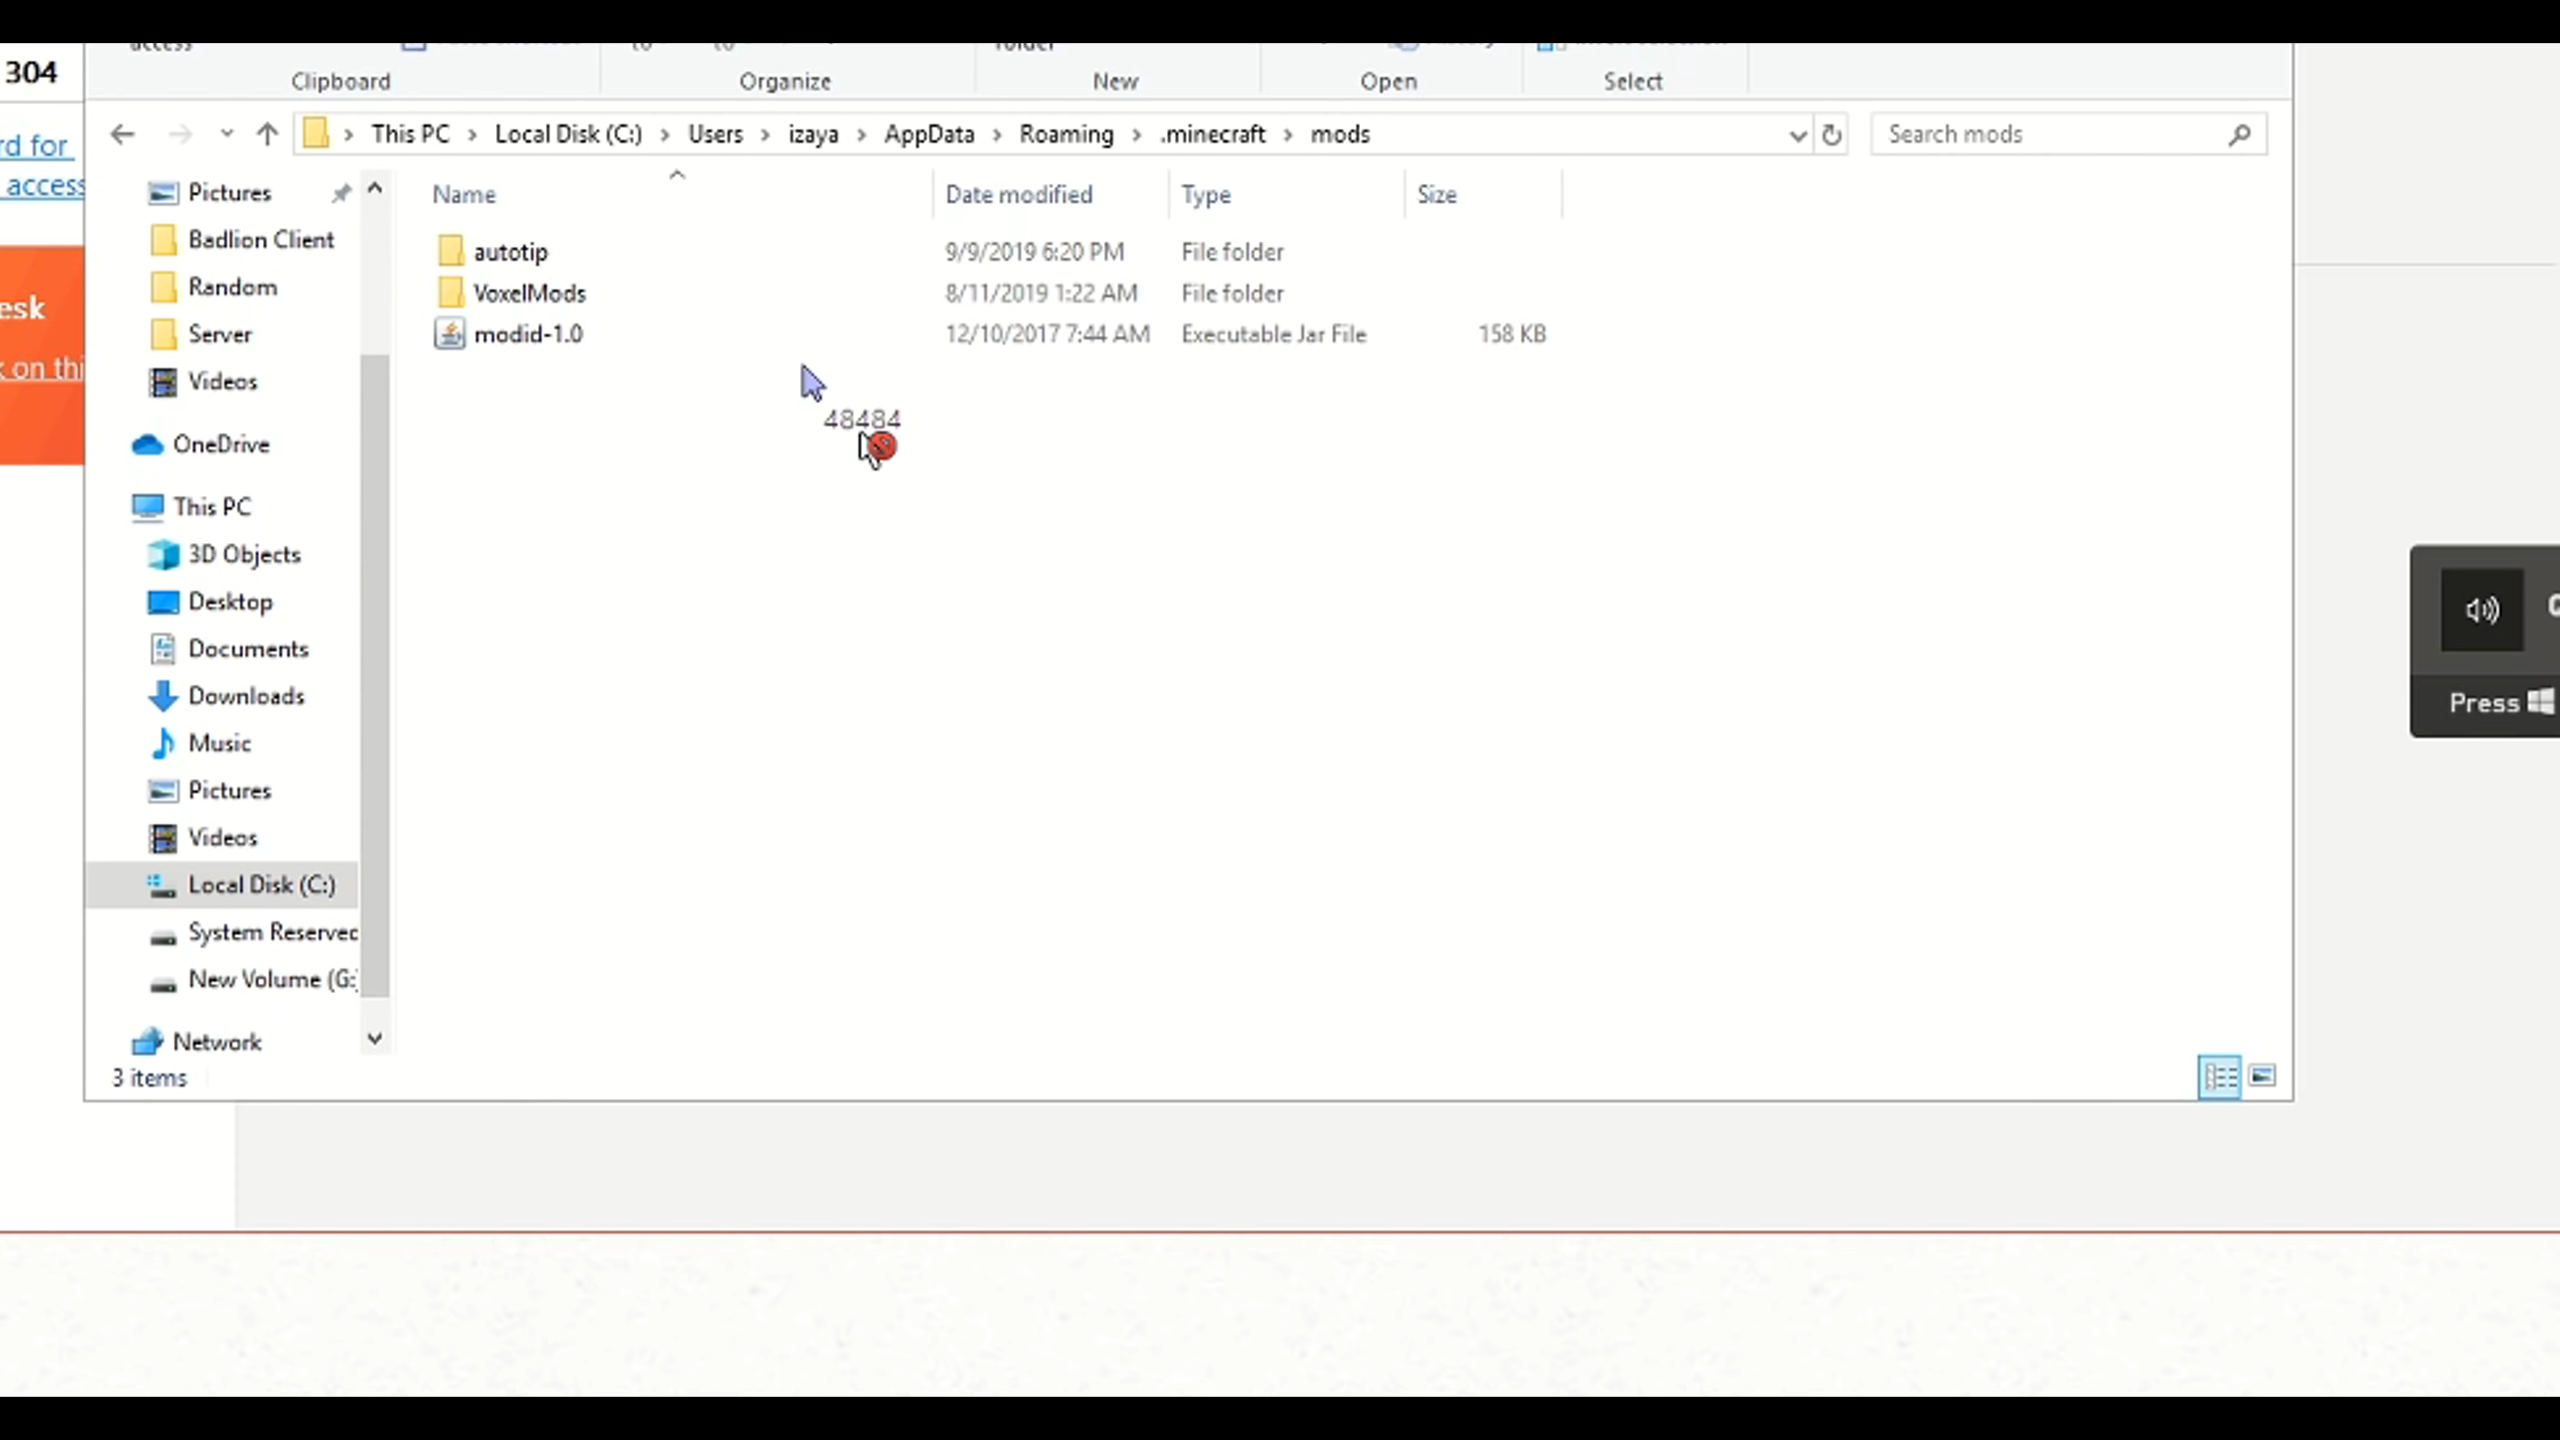 access
folder
304
Clipboard
Organize
New
Open
Select
This PC
Local Disk (C:)
Users
izaya
AppData
Roaming
.minecraft
mods
Search mods
rd for
access
esk
k on thi
Pictures
Badlion Client
Random
Server
Videos
OneDrive
This PC
3D Objects
Desktop
Documents
Downloads
Music
Pictures
Videos
Local Disk (C:)
System Reserved
New Volume (G:
Network
Name Date modified Type Size
autotip 9/9/2019 6:20 PM File folder
VoxelMods 8/11/2019 1:22 AM File folder
modid-1.0 12/10/2017 7:44 AM Executable Jar File 158 KB
48484
3 items
Press